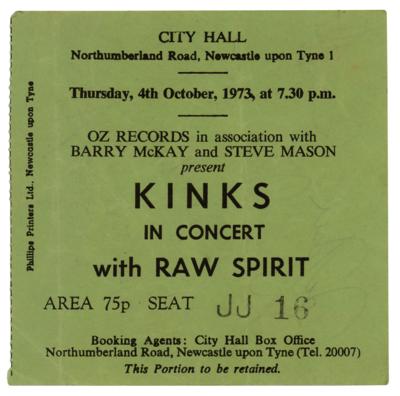 CITY HALL
Northumberland Road, Newcastle upon Tyne 1
Thursday, 4th October, 1973, at 7.30 p.m.
OZ RECORDS in association with
BARRY McKAY and STEVE MASON
present
KINKS
IN CONCERT
with RAW SPIRIT
AREA 75p SEAT JJ 16
Booking Agents: City Hall Box Office
Northumberland Road, Newcastle upon Tyne (Tel. 20007)
This Portion to be retained.
Phillips Printers Ltd., Newcastle upon Tyne